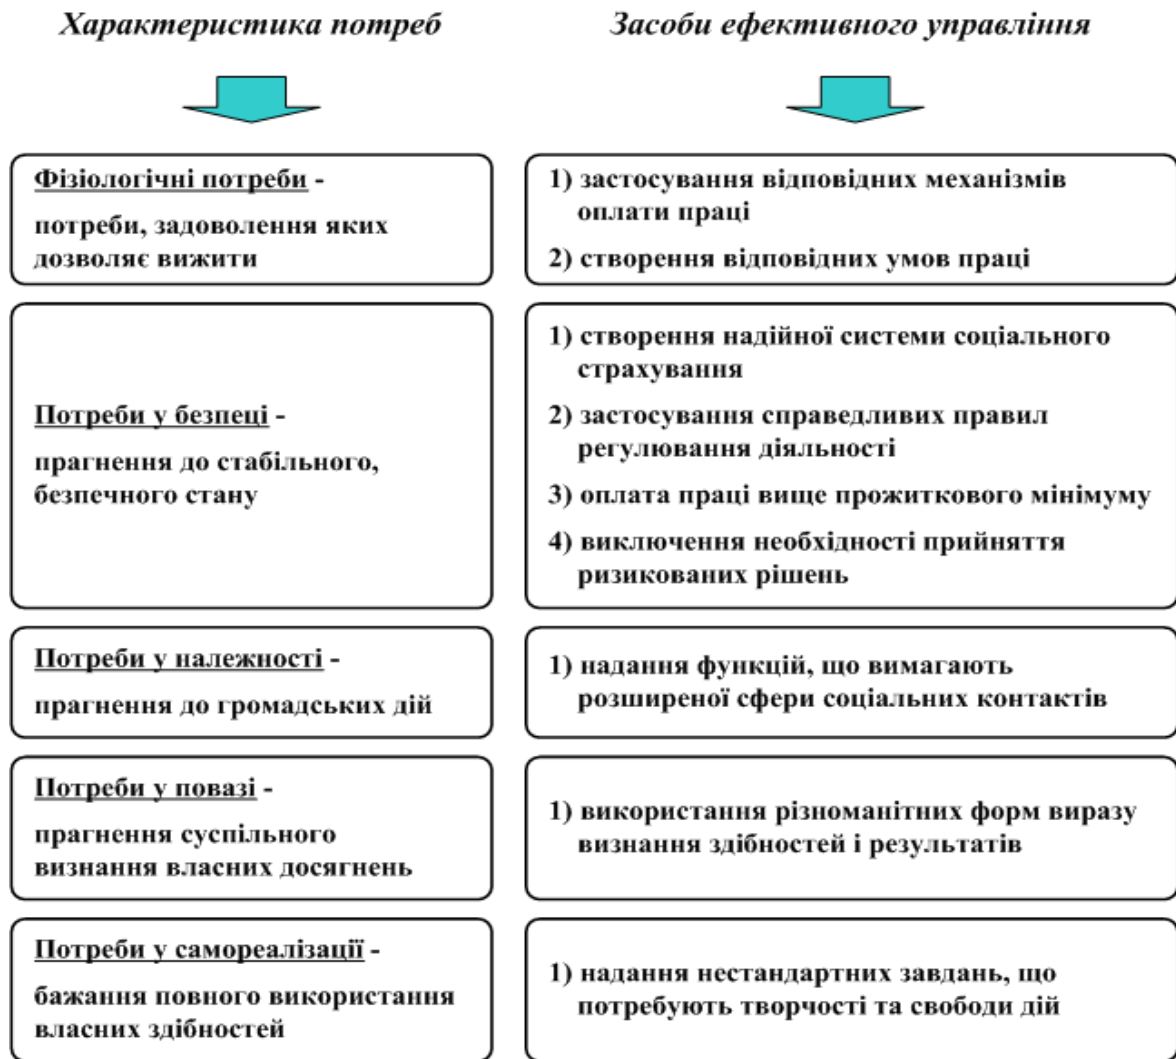 Характеристика потреб
Засоби ефективного управління
Фізіологічні потреби -
потреби, задоволення яких
дозволяє вижити
1) застосування відповідних механізмів
оплати праці
2) створення відповідних умов праці
Потреби у безпеці -
прагнення до стабільного,
безпечного стану
1) створення надійної системи соціального
страхування
2) застосування справедливих правил
регулювання діяльності
3) оплата праці вище прожиткового мінімуму
4) виключення необхідності прийняття
ризикованих рішень
Потреби у належності -
прагнення до громадських дій
1) надання функцій, що вимагають
розширеної сфери соціальних контактів
Потреби у повазі -
прагнення суспільного
визнання власних досягнень
1) використання різноманітних форм виразу
визнання здібностей і результатів
Потреби у самореалізації -
бажання повного використання
власних здібностей
1) надання нестандартних завдань, що
потребують творчості та свободи дій